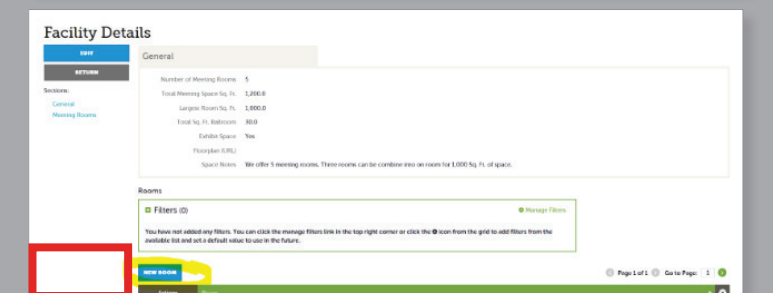 Facility Details
EDIT
RETURN
Sections:
General
Meeting Rooms
General
Number of Meeting Rooms 5
Total Meeting Space Sq. Ft. 1,200.0
Largest Room Sq. Ft. 1,000.0
Total Sq. Ft. Ballroom 30.0
Exhibit Space Yes
Floorplan (URL)
Space Notes We offer 5 meeting rooms. Three rooms can be combine into on room for 1,000 Sq. Ft. of space.
Rooms
Filters (0)
Manage Filters
You have not added any filters. You can click the manage filters link in the top right corner or click the icon from the grid to add filters from the
available list and set a default value to use in the future.
NEW ROOM
Page 1 of 1 Go to Page: 1
Actions